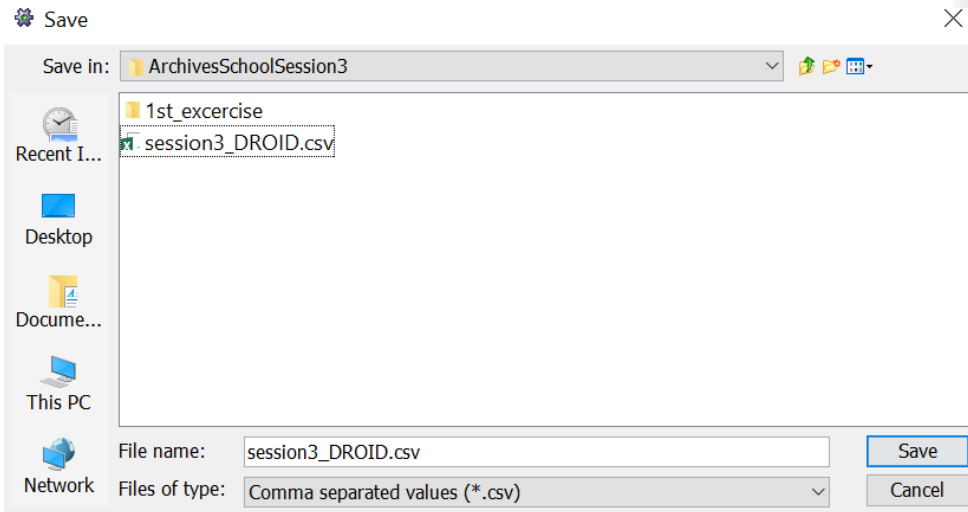 Save
Save in: ArchivesSchoolSession3
1st_excercise
session3_DROID.csv
Recent I...
Desktop
Docume...
This PC
Network
File name: session3_DROID.csv Save
Files of type: Comma separated values (*.csv) Cancel